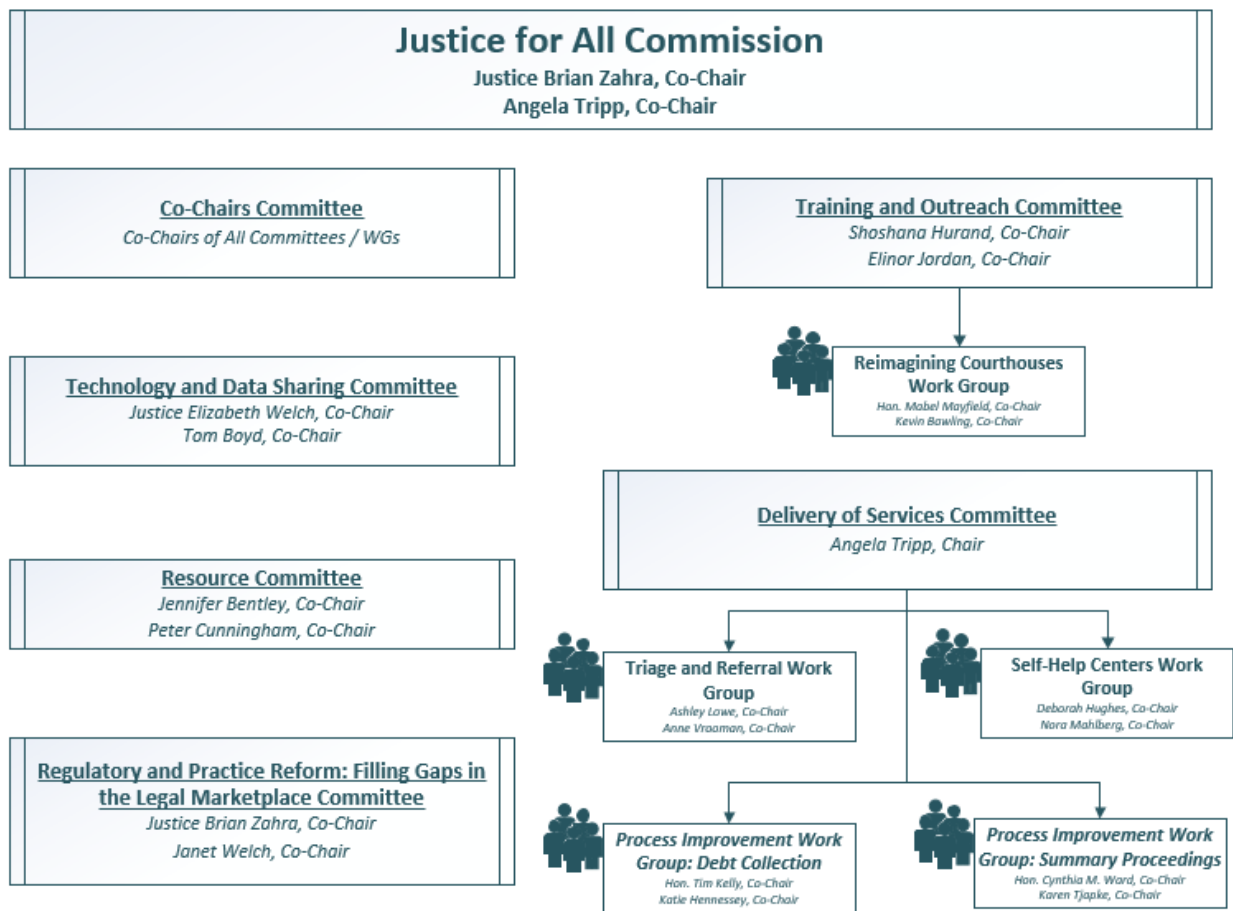 Justice for All Commission
Justice Brian Zahra, Co-Chair
Angela Tripp, Co-Chair
Co-Chairs Committee
Co-Chairs of All Committees / WGs
Technology and Data Sharing Committee
Justice Elizabeth Welch, Co-Chair
Tom Boyd, Co-Chair
Resource Committee
Jennifer Bentley, Co-Chair
Peter Cunningham, Co-Chair
Regulatory and Practice Reform: Filling Gaps in
the Legal Marketplace Committee
Justice Brian Zahra, Co-Chair
Janet Welch, Co-Chair
Training and Outreach Committee
Shoshana Hurand, Co-Chair
Elinor Jordan, Co-Chair
Reimagining Courthouses
Work Group
Hon. Mabel Mayfield, Co-Chair
Kevin Bowling, Co-Chair
Delivery of Services Committee
Angela Tripp, Chair
Triage and Referral Work
Group
Ashley Lowe, Co-Chair
Anne Vrooman, Co-Chair
Self-Help Centers Work
Group
Deborah Hughes, Co-Chair
Nora Mahlberg, Co-Chair
Process Improvement Work
Group: Debt Collection
Hon. Tim Kelly, Co-Chair
Katie Hennessey, Co-Chair
Process Improvement Work
Group: Summary Proceedings
Hon. Cynthia M. Ward, Co-Chair
Karen Tjapke, Co-Chair